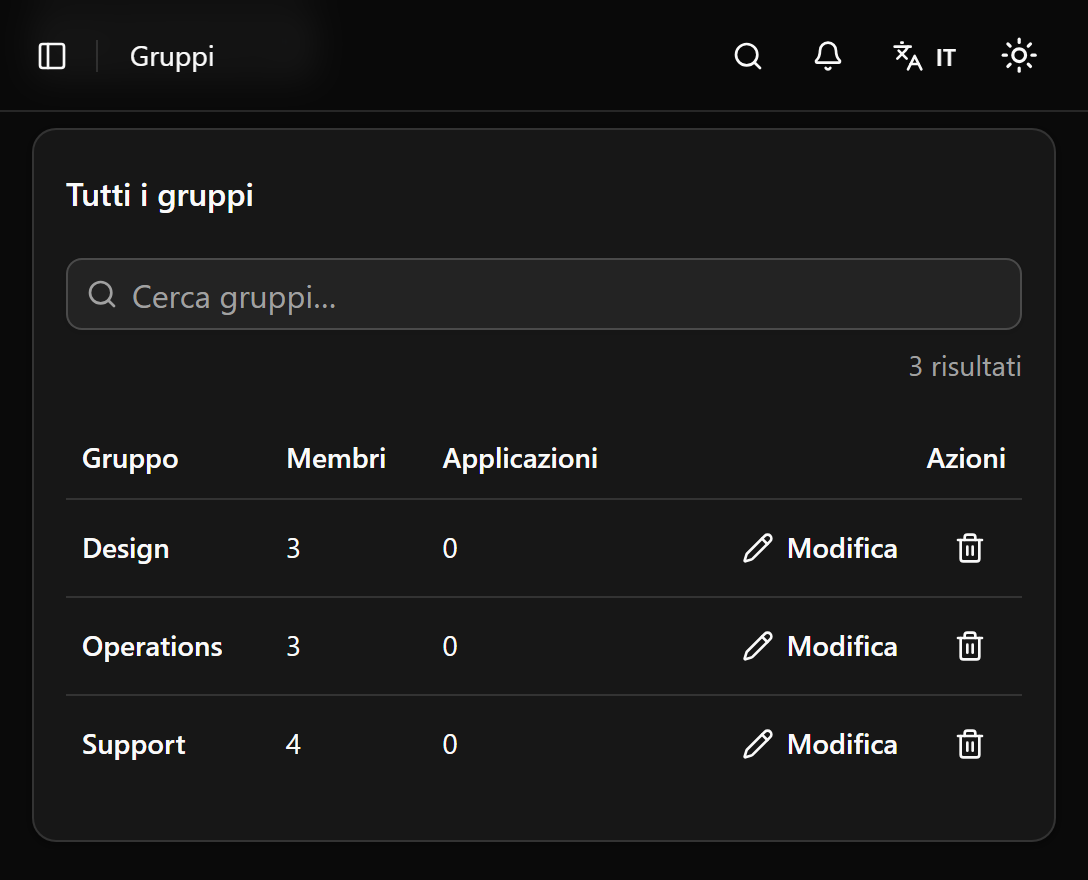 Gruppi IT
Tutti i gruppi
Cerca gruppi...
3 risultati
Gruppo Membri Applicazioni Azioni
Design 3 0 Modifica
Operations 3 0 Modifica
Support 4 0 Modifica